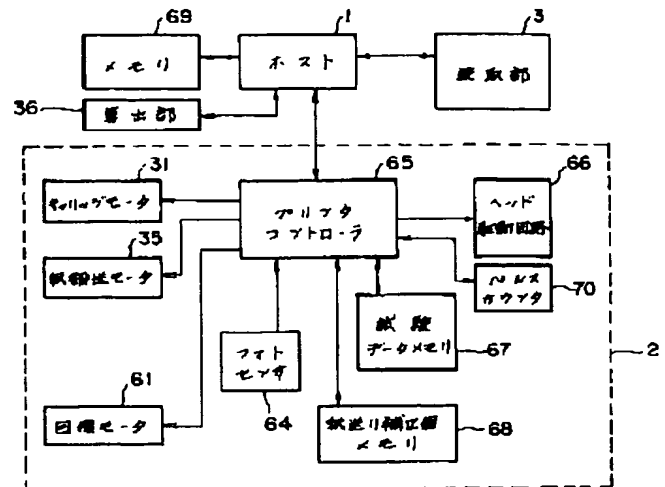 69
1
3
メモリ
ホスト
読取部
36
算出部
65
31
66
キャリッジモータ
プリンタ
コントローラ
ヘッド
駆動回路
35
紙搬送モータ
パルス
カウンタ
70
試験
データメモリ
67
フォト
センサ
64
61
回転モータ
紙送り補正値
メモリ
68
2